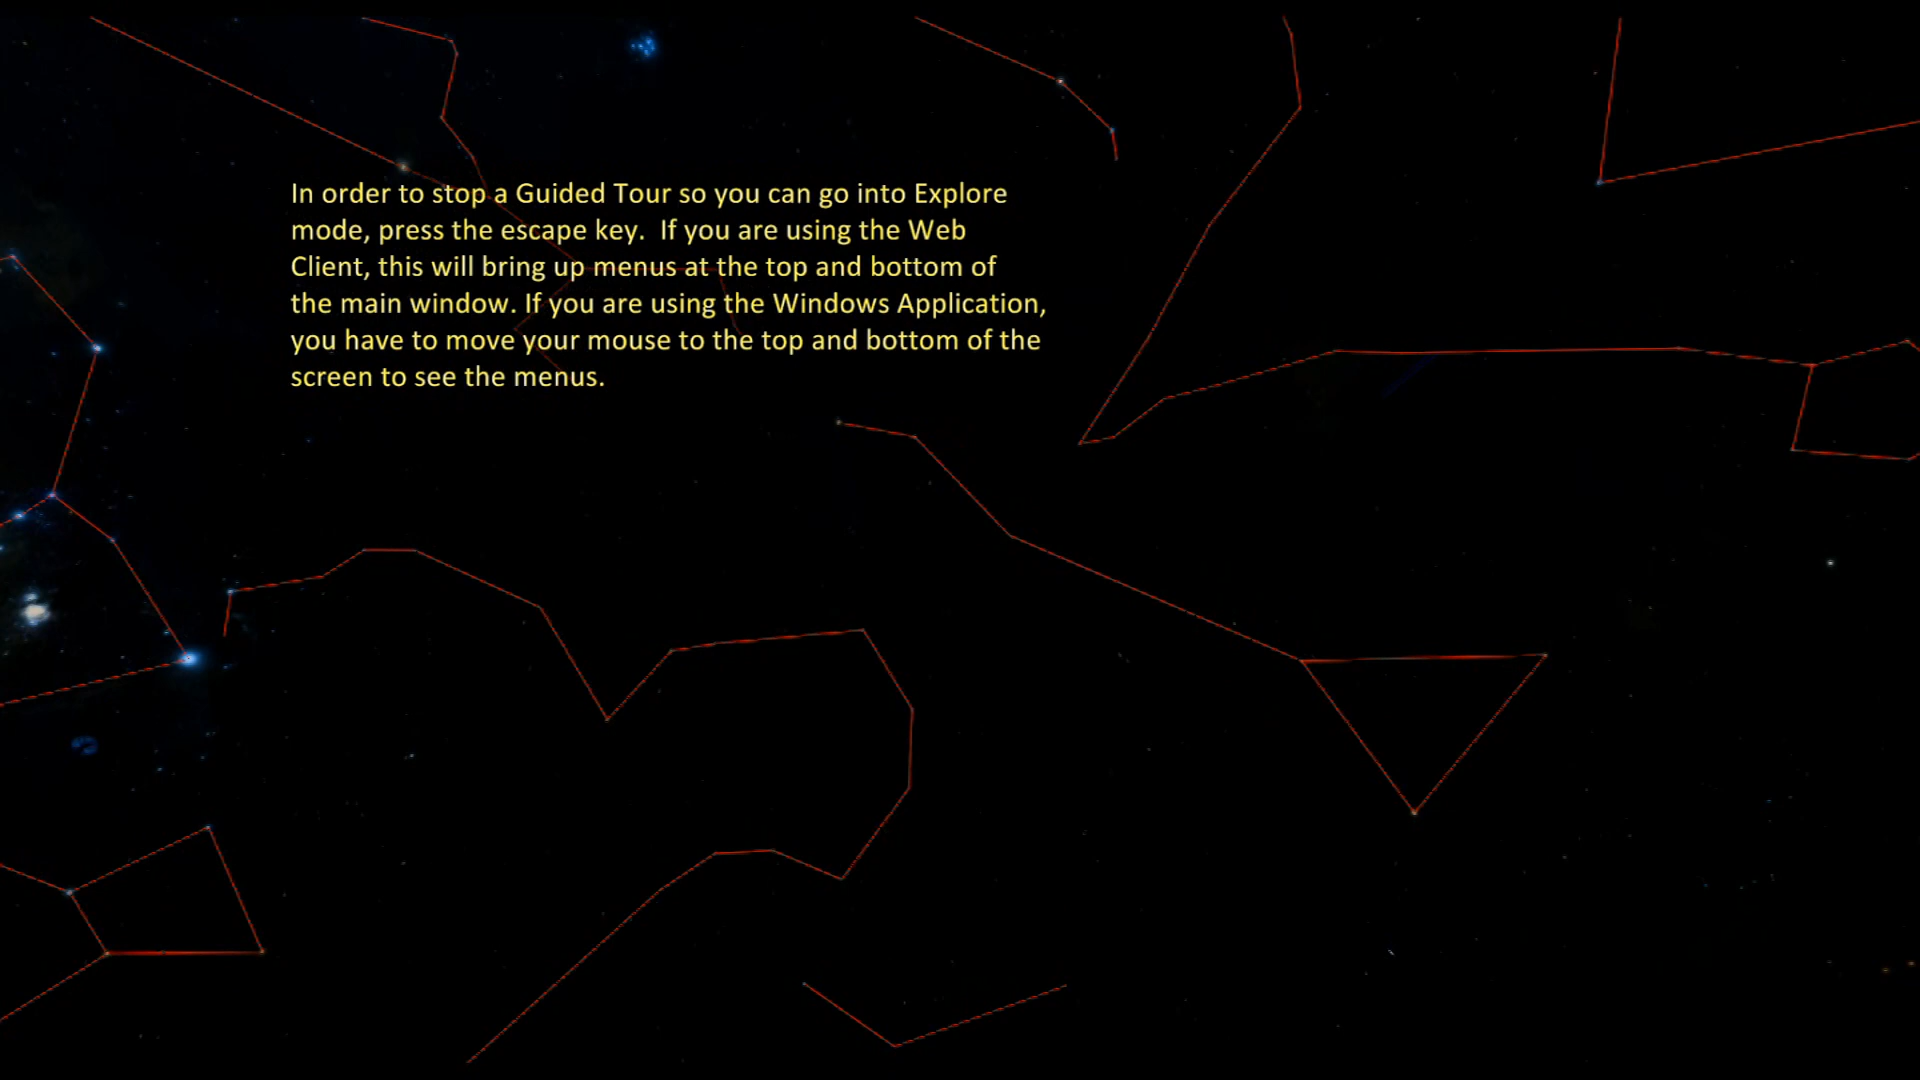 In order to stop a Guided Tour so you can go into Explore
mode, press the escape key.  If you are using the Web
Client, this will bring up menus at the top and bottom of
the main window. If you are using the Windows Application,
you have to move your mouse to the top and bottom of the
screen to see the menus.